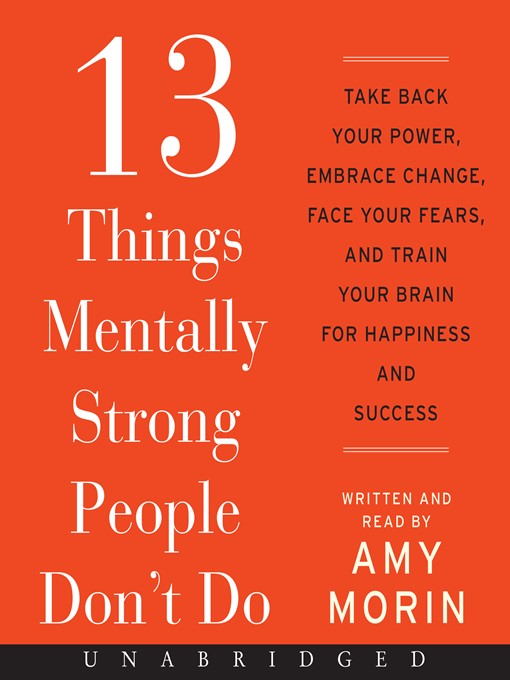 13
Things
Mentally
Strong
People
Don't Do
TAKE BACK
YOUR POWER,
EMBRACE CHANGE,
FACE YOUR FEARS,
AND TRAIN
YOUR BRAIN
FOR HAPPINESS
AND
SUCCESS
WRITTEN AND
READ BY
AMY
MORIN
UNABRIDGED